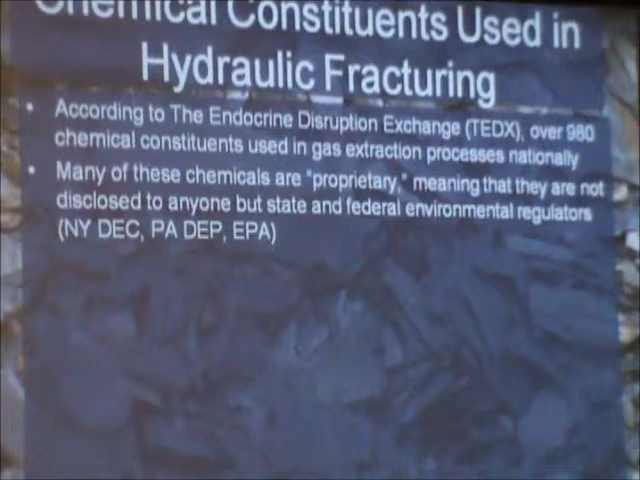 Chemical Constituents Used in
Hydraulic Fracturing
• According to The Endocrine Disruption Exchange (TEDX), over 980
chemical constituents used in gas extraction processes nationally
• Many of these chemicals are "proprietary," meaning that they are not
disclosed to anyone but state and federal environmental regulators
(NY DEC, PA DEP, EPA)